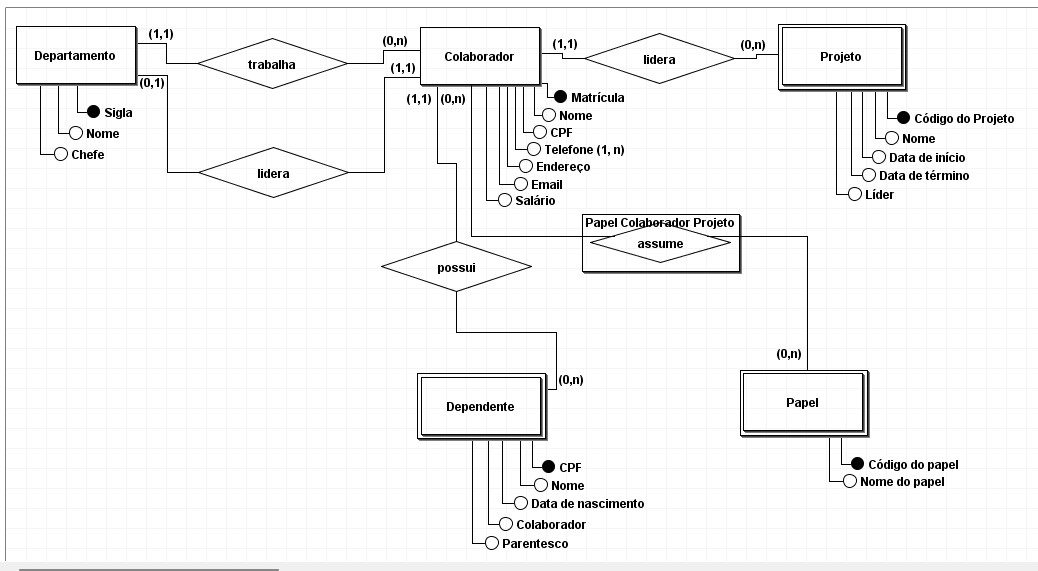 (1,1)
(0,n)
(1,1)
(0,n)
Departamento
trabalha
Colaborador
lidera
Projeto
(0,1)
(1,1)
(1,1)
(0,n)
Sigla
Nome
Chefe
lidera
Matrícula
Nome
CPF
Telefone (1, n)
Endereço
Email
Salário
Código do Projeto
Nome
Data de início
Data de término
Líder
Papel Colaborador Projeto
assume
possui
(0,n)
(0,n)
Dependente
Papel
CPF
Nome
Data de nascimento
Colaborador
Parentesco
Código do papel
Nome do papel